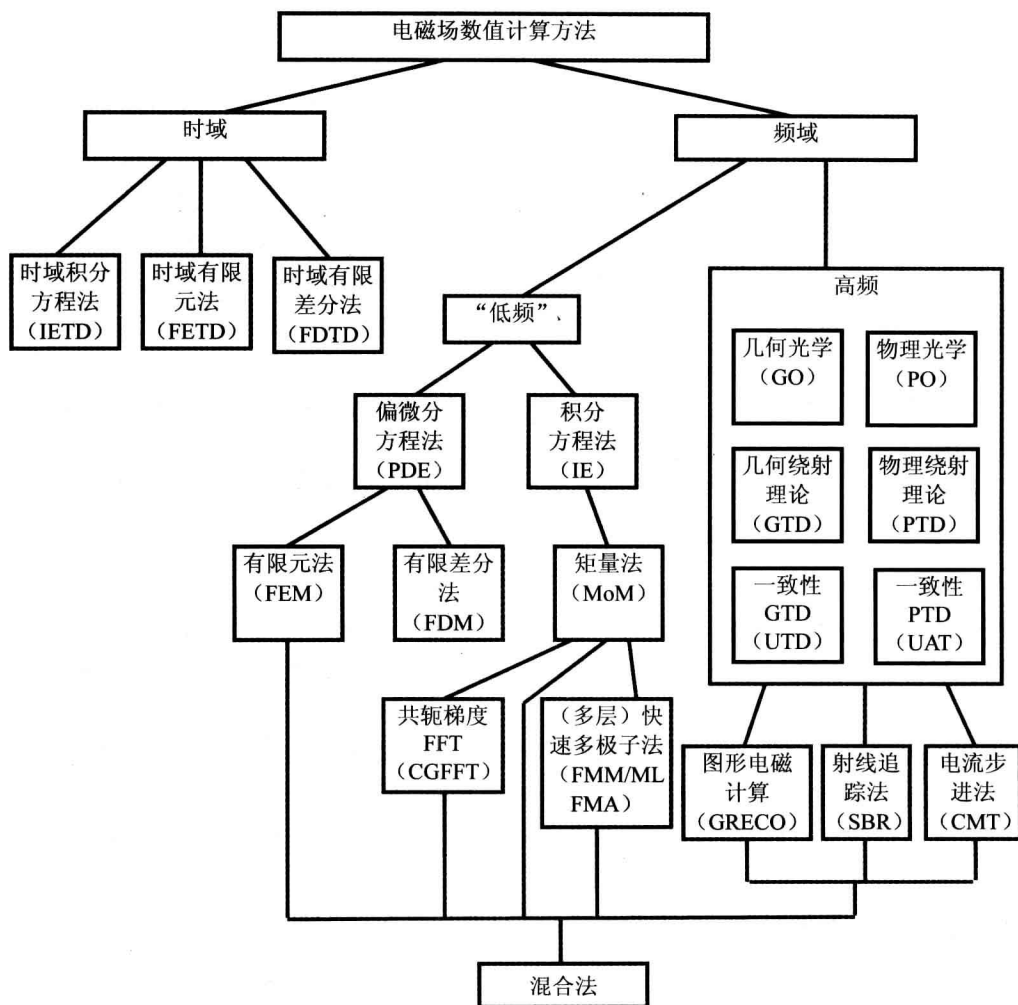 电磁场数值计算方法
时域
频域
时域积分
方程法
（IETD）
时域有限
元法
（FETD）
时域有限
差分法
（FDTD）
“低频”、
高频
几何光学
（GO）
物理光学
（PO）
几何绕射
理论
（GTD）
物理绕射
理论
（PTD）
一致性
GTD
（UTD）
一致性
PTD
（UAT）
偏微分
方程法
（PDE）
积分
方程法
（IE）
有限元法
（FEM）
有限差分
法
（FDM）
矩量法
（MoM）
共轭梯度
FFT
（CGFFT）
（多层）快
速多极子法
（FMM/ML
FMA）
图形电磁
计算
（GRECO）
射线追
踪法
（SBR）
电流步
进法
（CMT）
混合法